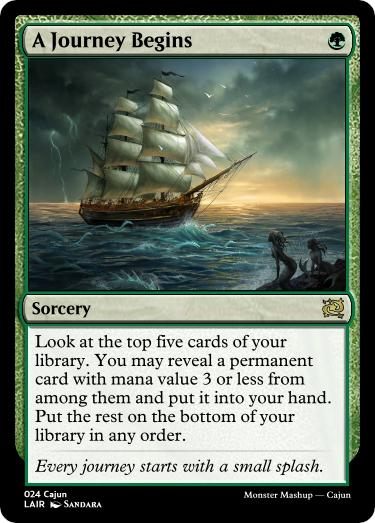 A Journey Begins
Sorcery
Look at the top five cards of your
library. You may reveal a permanent
card with mana value 3 or less from
among them and put it into your hand.
Put the rest on the bottom of your
library in any order.
Every journey starts with a small splash.
024 Cajun
LAIR SANDARA
Monster Mashup — Cajun